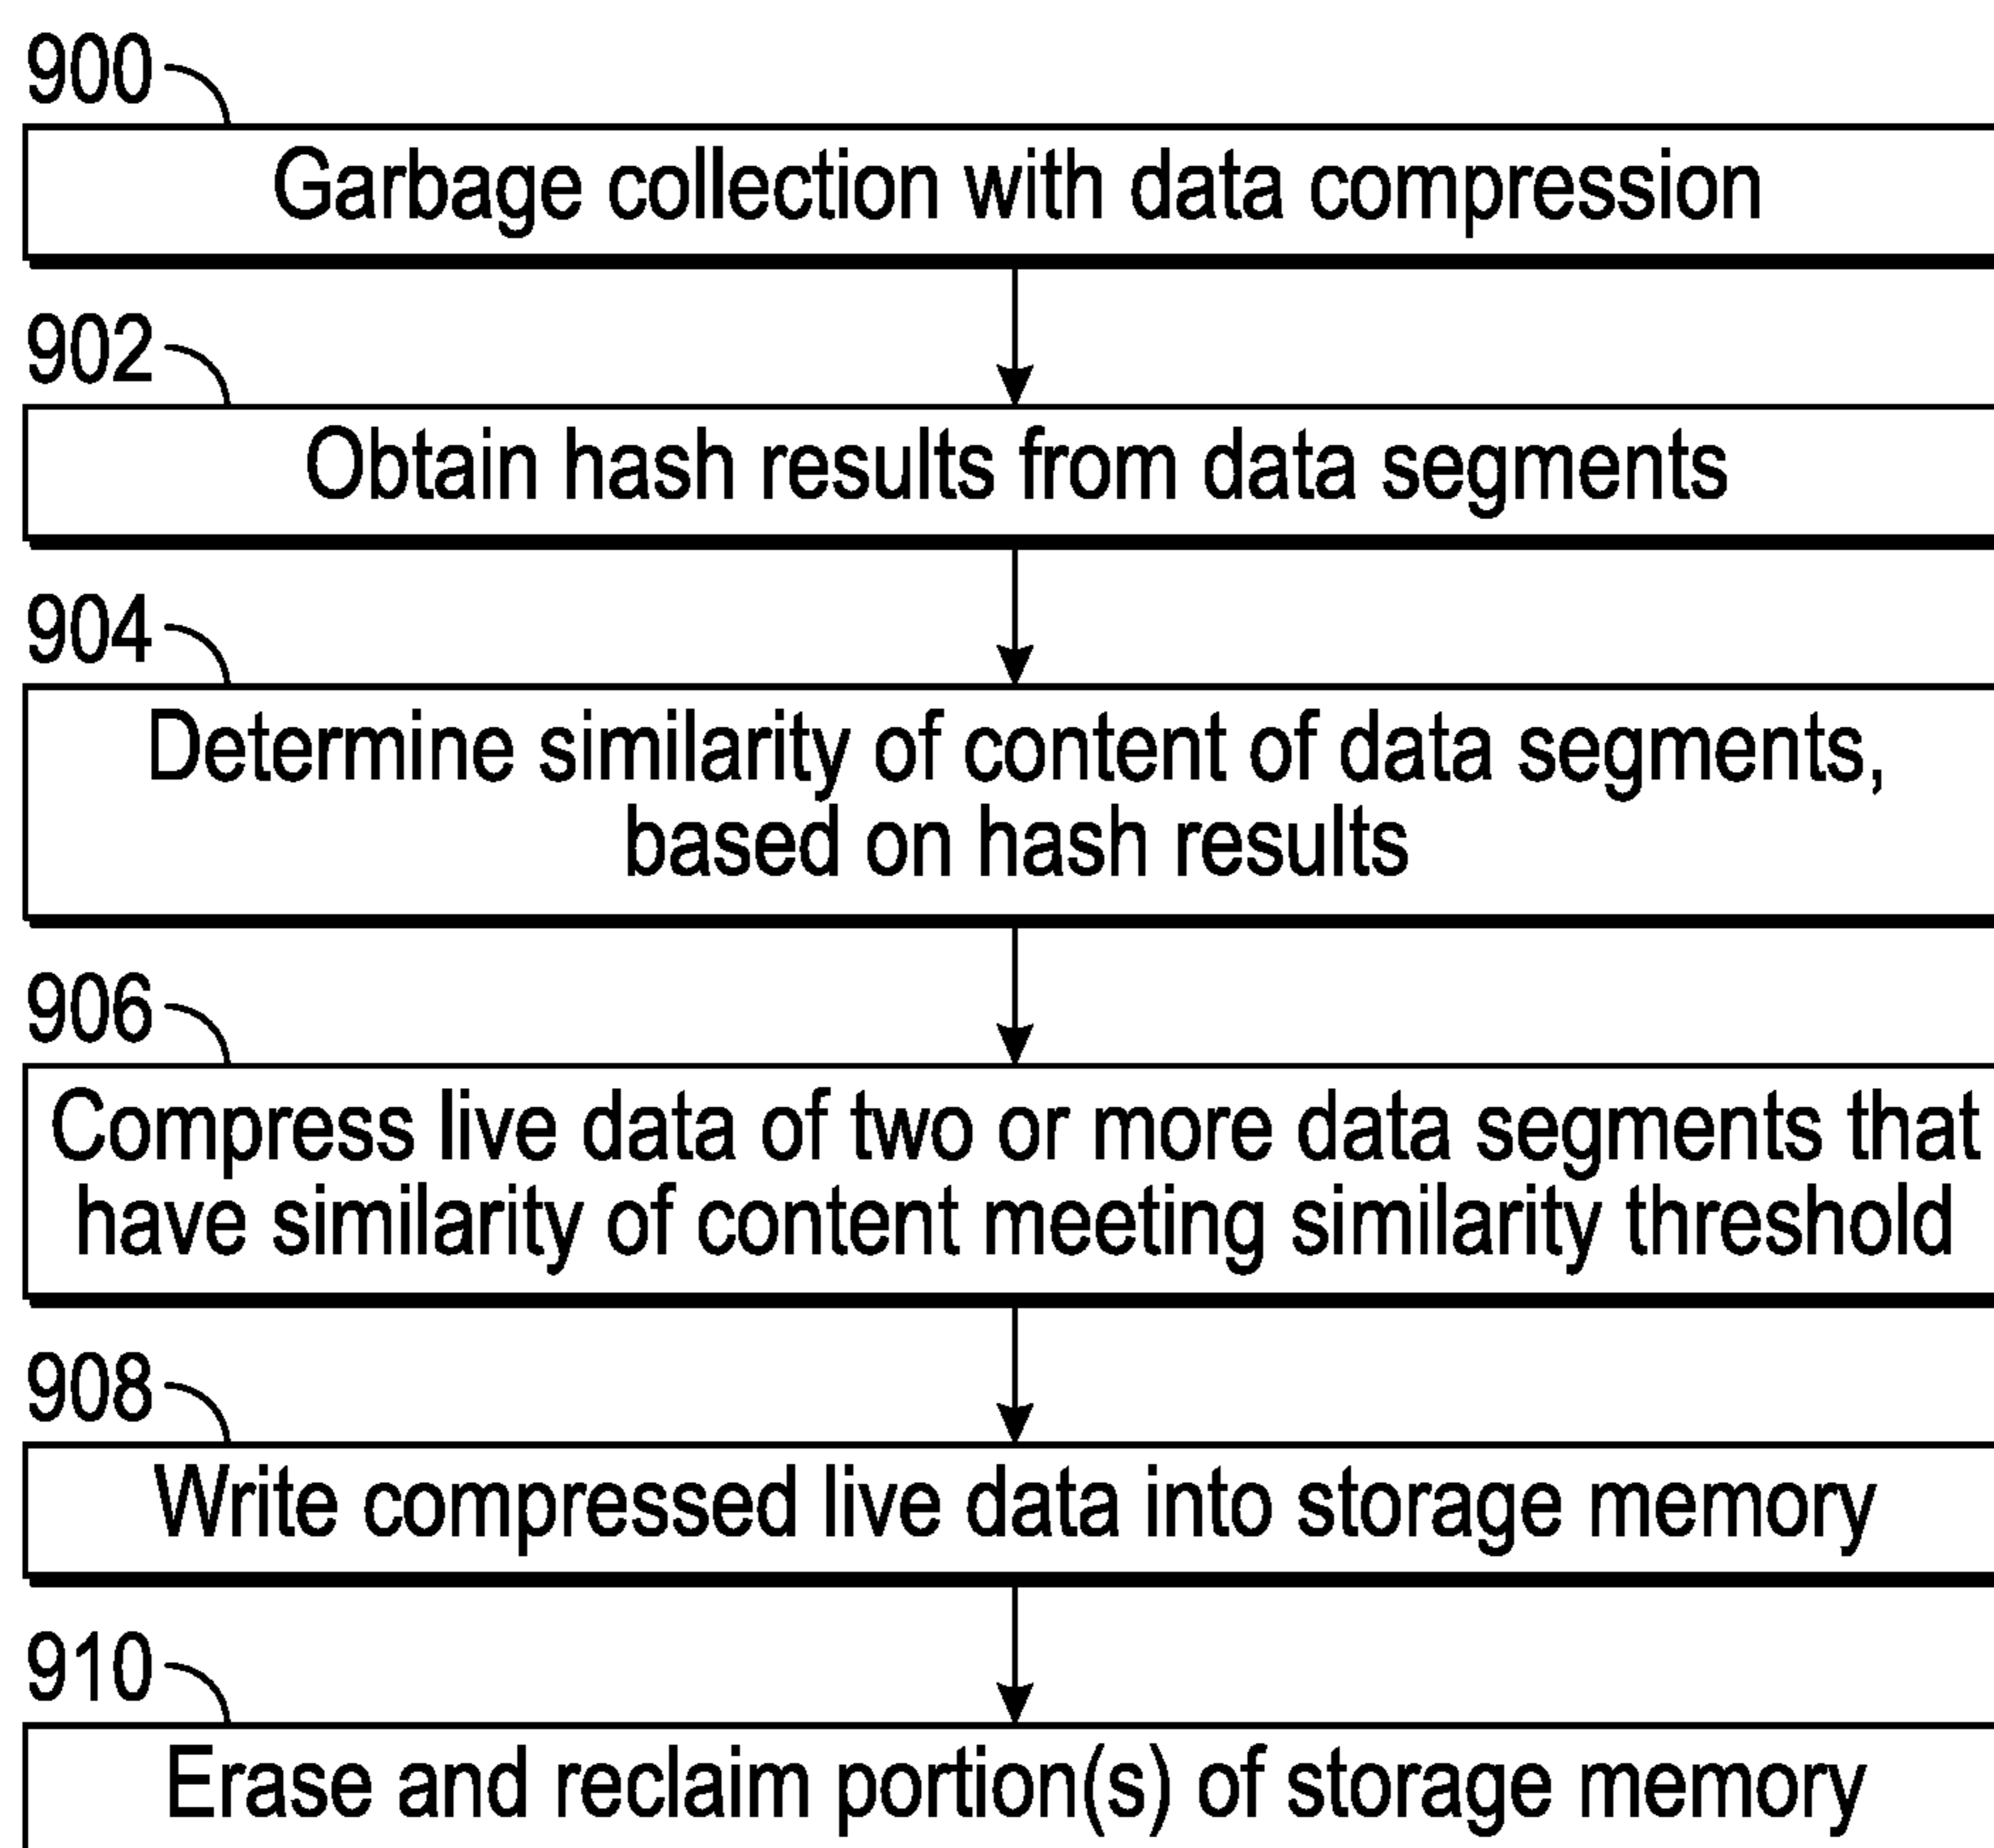 900
Garbage collection with data compression
902
Obtain hash results from data segments
904
Determine similarity of content of data segments,
based on hash results
906
Compress live data of two or more data segments that
have similarity of content meeting similarity threshold
908
Write compressed live data into storage memory
910
Erase and reclaim portion(s) of storage memory